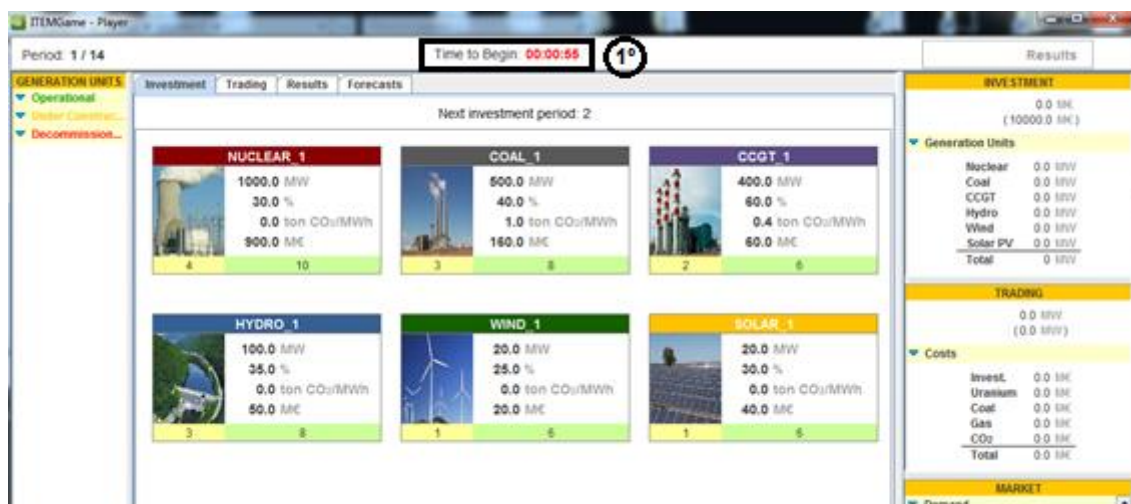 ITEMGame - Player
Period: 1 / 14
Time to Begin: 00:00:55
1º
Results
GENERATION UNITS
Operational
Under Construc...
Decommission...
Investment Trading Results Forecasts
Next investment period: 2
NUCLEAR_1
1000.0 MW
30.0 %
0.0 ton CO2/MWh
900.0 M€
4 10
COAL_1
500.0 MW
40.0 %
1.0 ton CO2/MWh
160.0 M€
3 8
CCGT_1
400.0 MW
60.0 %
0.4 ton CO2/MWh
60.0 M€
2 6
HYDRO_1
100.0 MW
35.0 %
0.0 ton CO2/MWh
50.0 M€
3 8
WIND_1
20.0 MW
25.0 %
0.0 ton CO2/MWh
20.0 M€
1 6
SOLAR_1
20.0 MW
30.0 %
0.0 ton CO2/MWh
40.0 M€
1 6
INVESTMENT
0.0 M€
(10000.0 M€)
Generation Units
Nuclear 0.0 MW
Coal 0.0 MW
CCGT 0.0 MW
Hydro 0.0 MW
Wind 0.0 MW
Solar PV 0.0 MW
Total 0 MW
TRADING
0.0 MW
(0.0 MW)
Costs
Invest. 0.0 M€
Uranium 0.0 M€
Coal 0.0 M€
Gas 0.0 M€
CO2 0.0 M€
Total 0.0 M€
MARKET
Demand